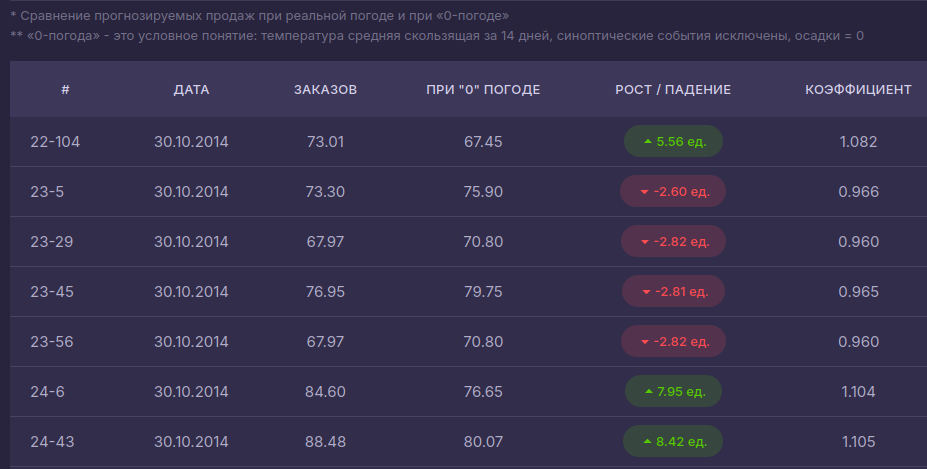 * Сравнение прогнозируемых продаж при реальной погоде и при «0-погоде»
** «0-погода» - это условное понятие: температура средняя скользящая за 14 дней, синоптические события исключены, осадки = 0
# ДАТА ЗАКАЗОВ ПРИ "0" ПОГОДЕ РОСТ / ПАДЕНИЕ КОЭФФИЦИЕНТ
22-104 30.10.2014 73.01 67.45 5.56 ед. 1.082
23-5 30.10.2014 73.30 75.90 -2.60 ед. 0.966
23-29 30.10.2014 67.97 70.80 -2.82 ед. 0.960
23-45 30.10.2014 76.95 79.75 -2.81 ед. 0.965
23-56 30.10.2014 67.97 70.80 -2.82 ед. 0.960
24-6 30.10.2014 84.60 76.65 7.95 ед. 1.104
24-43 30.10.2014 88.48 80.07 8.42 ед. 1.105